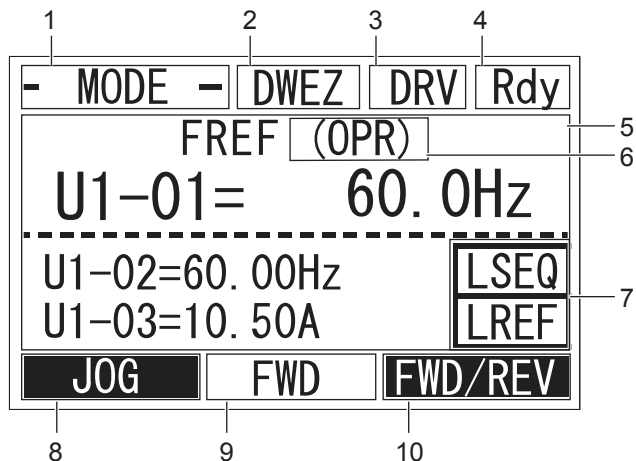 1 2 3 4
- MODE - DWEZ DRV Rdy
FREF (OPR) 5
6
U1-01= 60.0Hz
U1-02=60.00Hz LSEQ
7
U1-03=10.50A LREF
JOG FWD FWD/REV
8 9 10